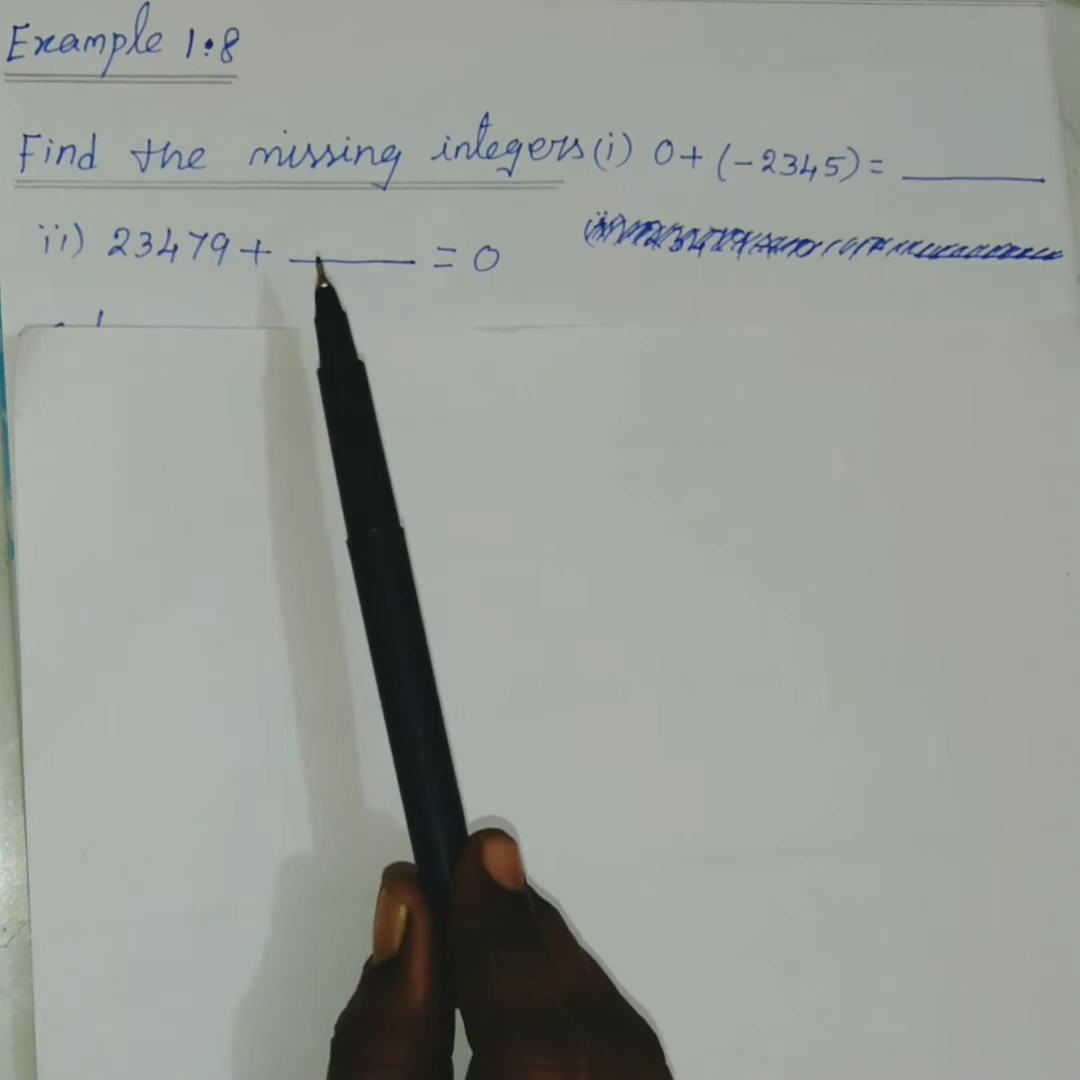 Example 1:8
Find the missing integers (i) 0 + (-2345) = ______
ii) 23479 + ______ = 0